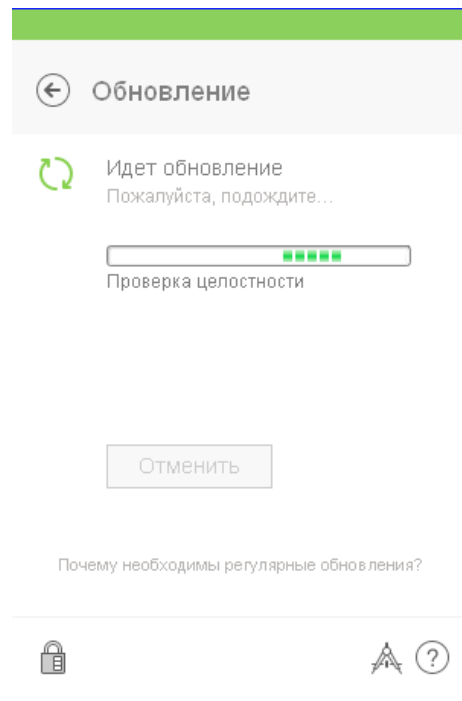 Обновление
Идет обновление
Пожалуйста, подождите...
Проверка целостности
Отменить
Почему необходимы регулярные обновления?
?